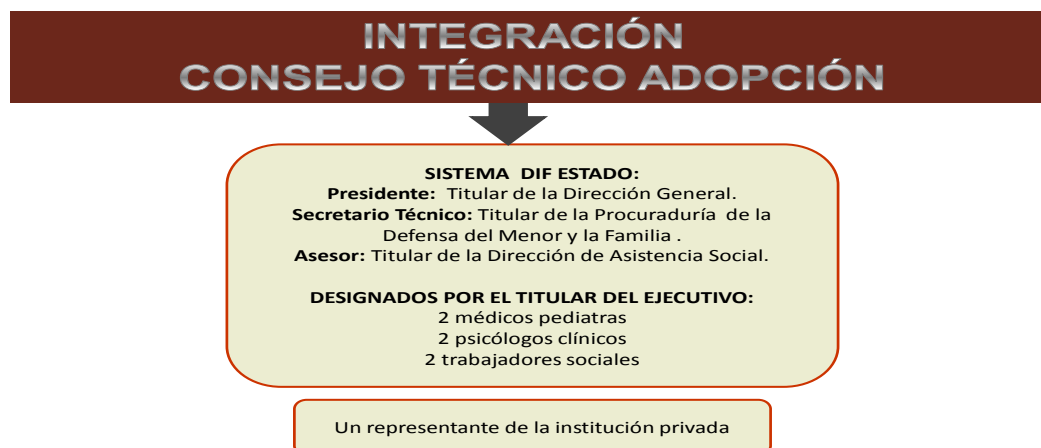 INTEGRACIÓN
CONSEJO TÉCNICO ADOPCIÓN
SISTEMA DIF ESTADO:
Presidente: Titular de la Dirección General.
Secretario Técnico: Titular de la Procuraduría de la
Defensa del Menor y la Familia .
Asesor: Titular de la Dirección de Asistencia Social.
DESIGNADOS POR EL TITULAR DEL EJECUTIVO:
2 médicos pediatras
2 psicólogos clínicos
2 trabajadores sociales
Un representante de la institución privada